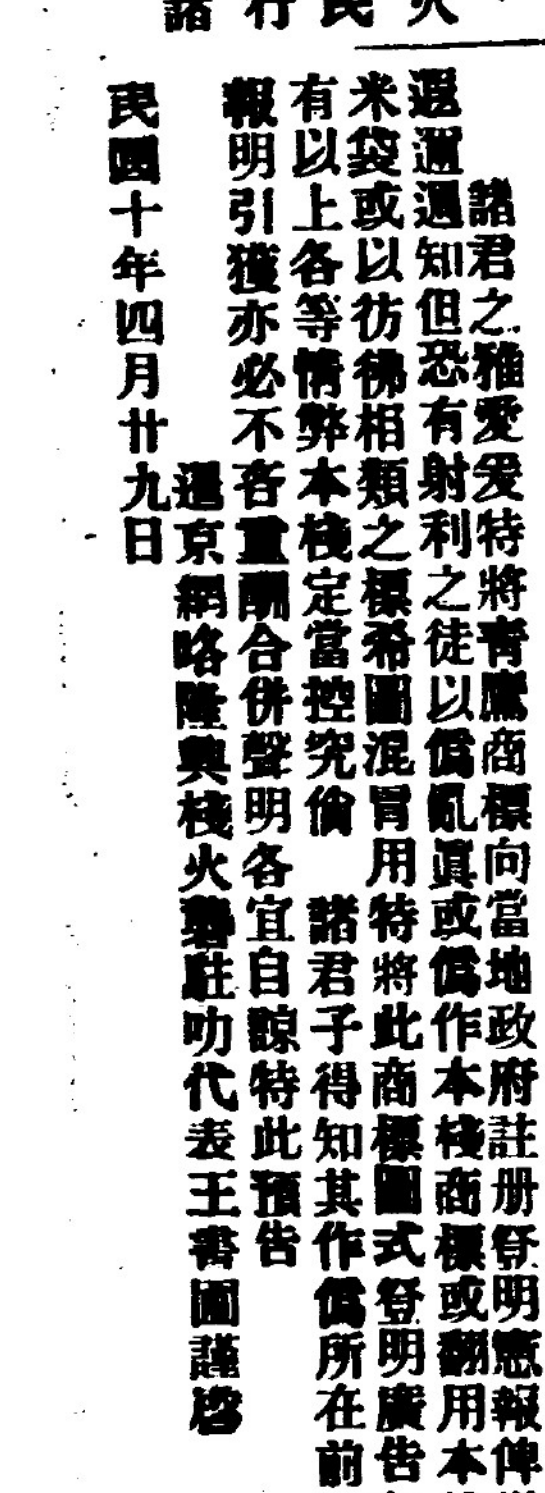 諸君之雅愛爰特將青鷹商標向當地政府註册登明憲報俾
遐邇週知但恐有射利之徒以僞亂眞或僞作本棧商標或翻用本
米袋或以彷彿相類之標希圖混冒用特將此商標圖式登明廣告
有以上各等情弊本棧定當控究倘 諸君子得知其作僞所在前
報明引獲亦必不吝重酬合併聲明各宜自諒特此預告
暹京網略隆興棧火礱駐叻代表王書圖謹啓
民國十年四月廿九日